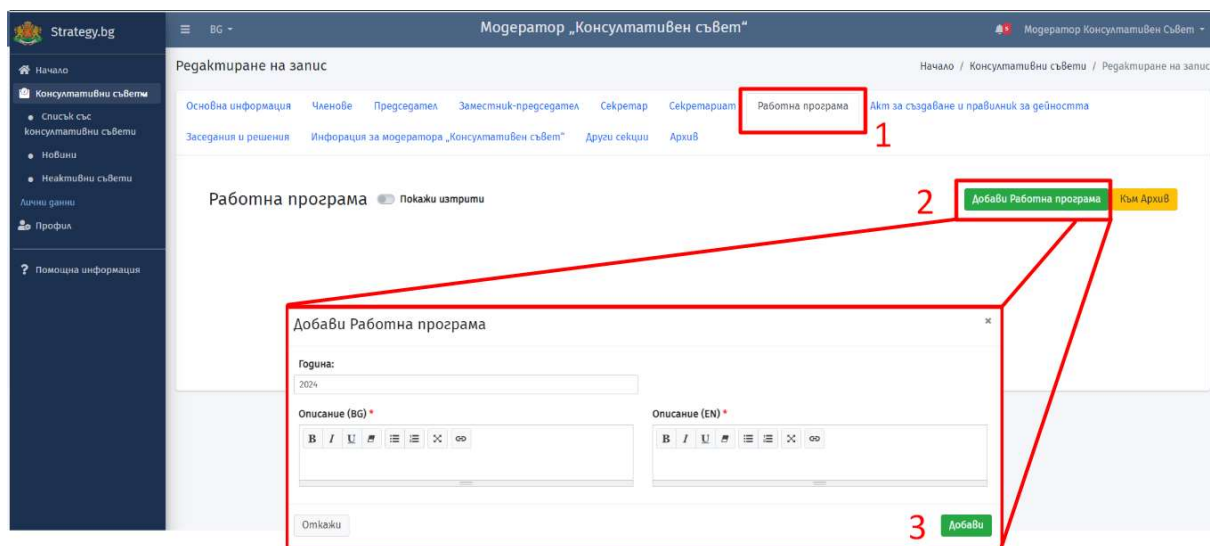 Strategy.bg
BG
Модератор „Консултативен съвет“
Модератор Консултативен Съвет
Начало
Консултативни съвети
Списък със
консултативни съвети
Новини
Неактивни съвети
Лични данни
Профил
? Помощна информация
Редактиране на запис
Начало / Консултативни съвети / Редактиране на запис
Основна информация Членове Председател Заместник-председател Секретар Секретариат Работна програма Акт за създаване и правилник за дейността
1
Заседания и решения Инфорация за модератора „Консултативен съвет“ Други секции Архив
Работна програма Покажи изтрити
2
Добави Работна програма Към Архив
Добави Работна програма ×
Година:
2024
Описание (BG) * Описание (EN) *
B I U B I U
Откажи 3 Добави